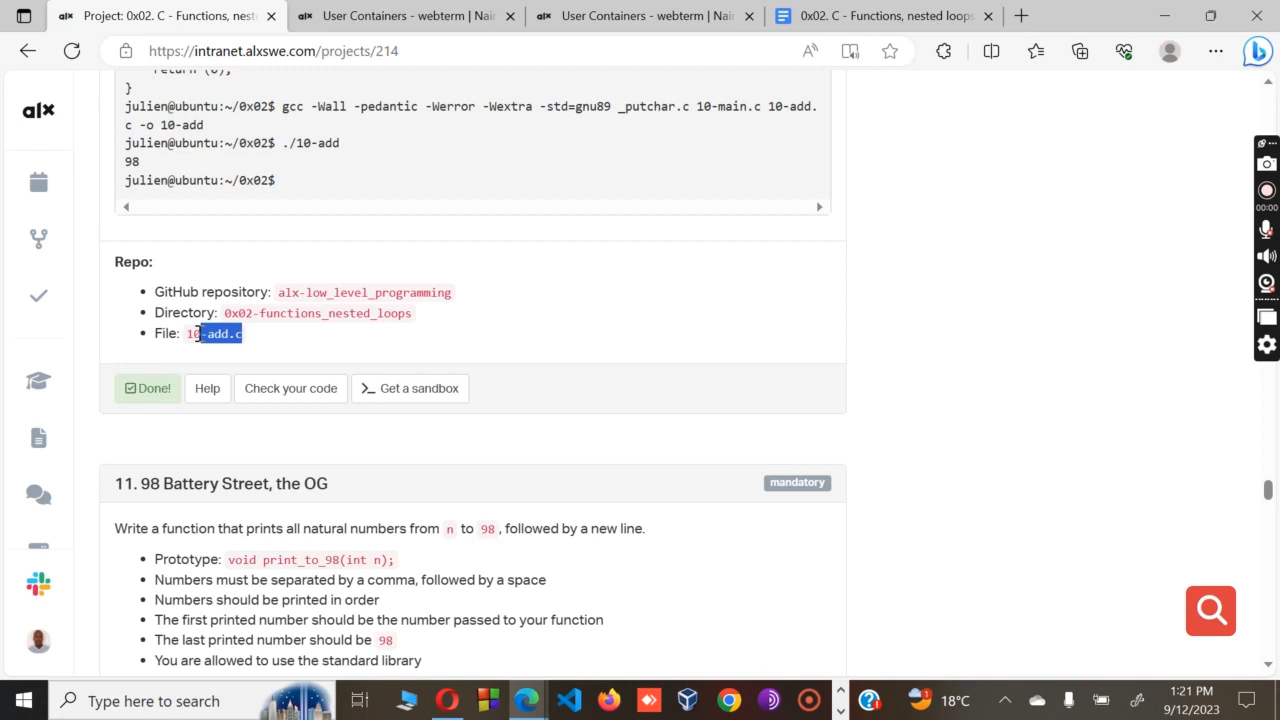 Project: 0x02. C - Functions, nest
User Containers - webterm | Nain
User Containers - webterm | Nain
0x02. C - Functions, nested loops
https://intranet.alxswe.com/projects/214
alx
return (0);
}
julien@ubuntu:~/0x02$ gcc -Wall -pedantic -Werror -Wextra -std=gnu89 _putchar.c 10-main.c 10-add.
c -o 10-add
julien@ubuntu:~/0x02$ ./10-add
98
julien@ubuntu:~/0x02$
00:00
Repo:
GitHub repository: alx-low_level_programming
Directory: 0x02-functions_nested_loops
File: 10-add.c
Done! Help Check your code Get a sandbox
11. 98 Battery Street, the OG
mandatory
Write a function that prints all natural numbers from n to 98, followed by a new line.
Prototype: void print_to_98(int n);
Numbers must be separated by a comma, followed by a space
Numbers should be printed in order
The first printed number should be the number passed to your function
The last printed number should be 98
You are allowed to use the standard library
Type here to search
1
18°C
1:21 PM
9/12/2023